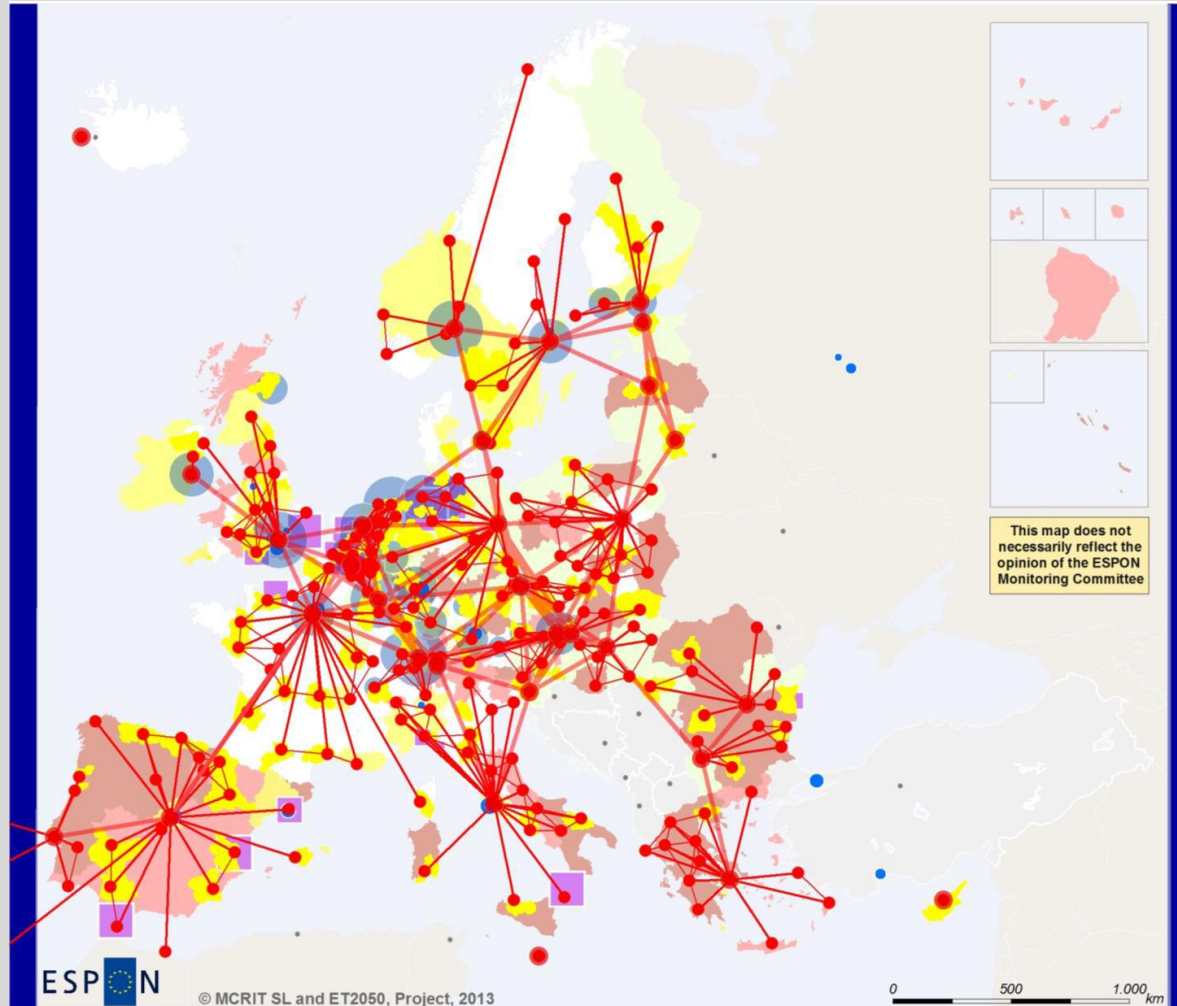 This map does not
necessarily reflect the
opinion of the ESPON
Monitoring Committee
ESPON
© MCRIT SL and ET2050, Project, 2013
0 500 1.000
km